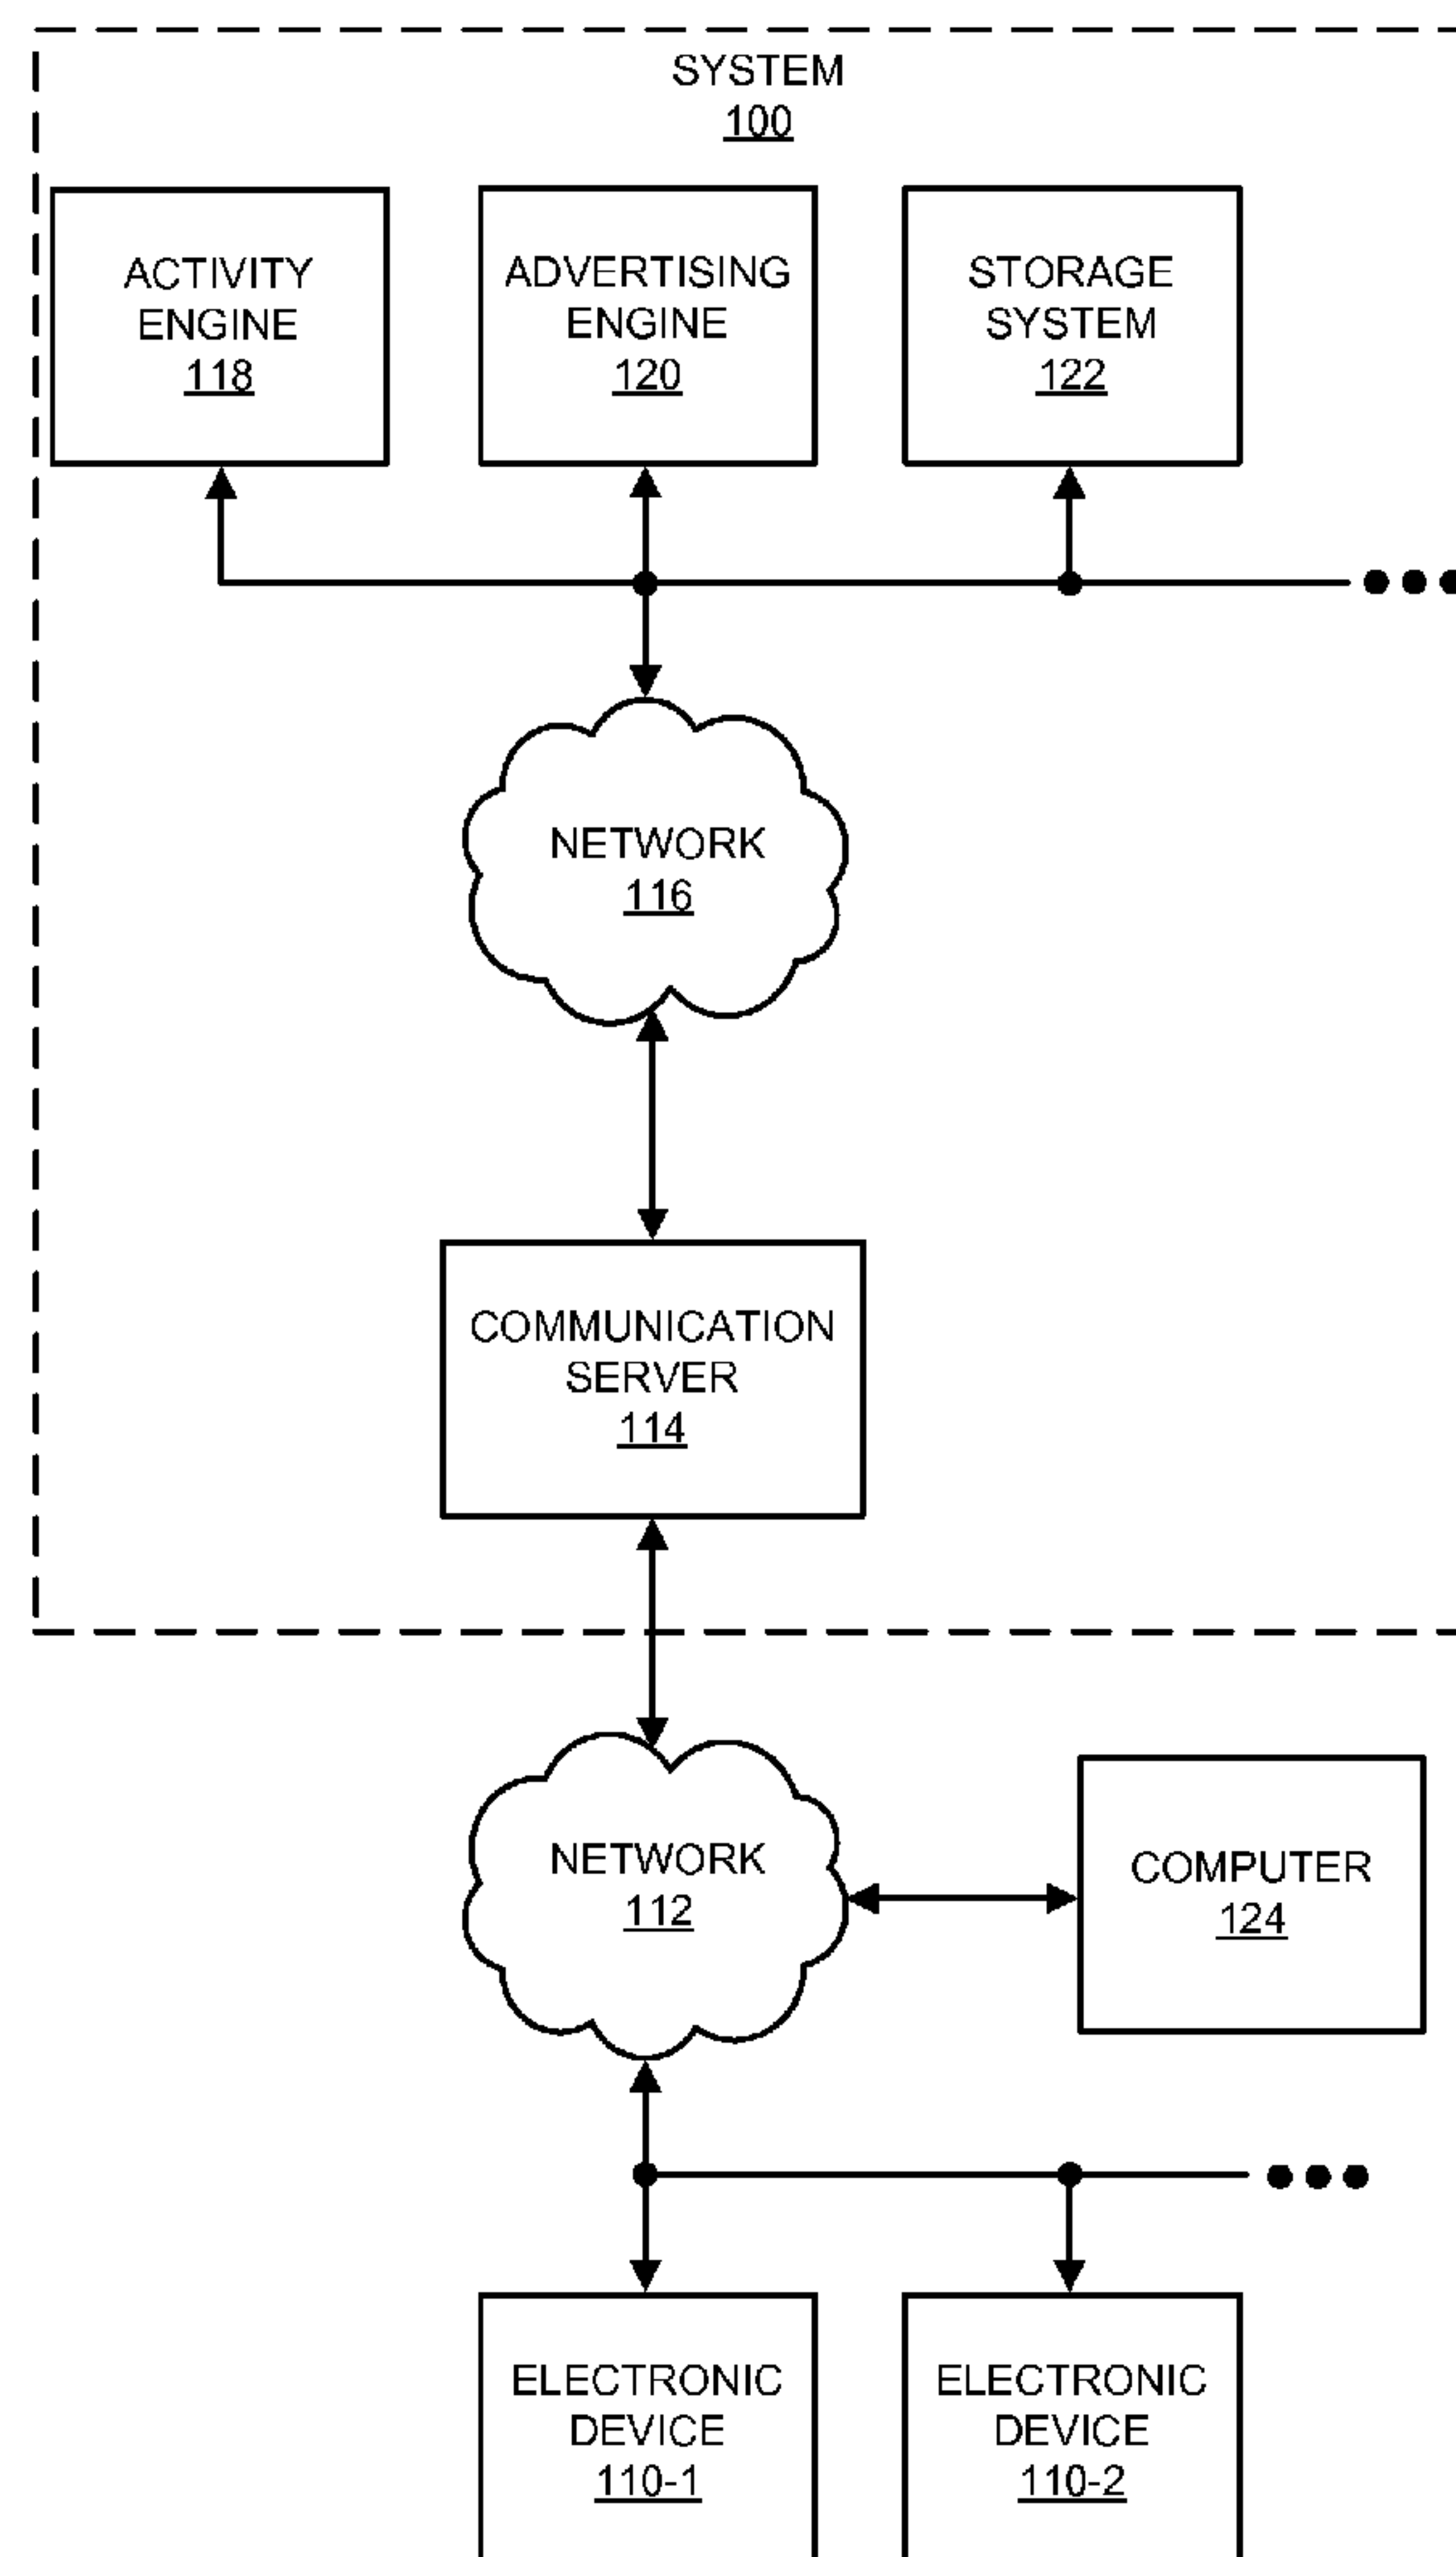 SYSTEM
100
ACTIVITY
ENGINE
118
ADVERTISING
ENGINE
120
STORAGE
SYSTEM
122
NETWORK
116
COMMUNICATION
SERVER
114
NETWORK
112
COMPUTER
124
ELECTRONIC
DEVICE
110-1
ELECTRONIC
DEVICE
110-2